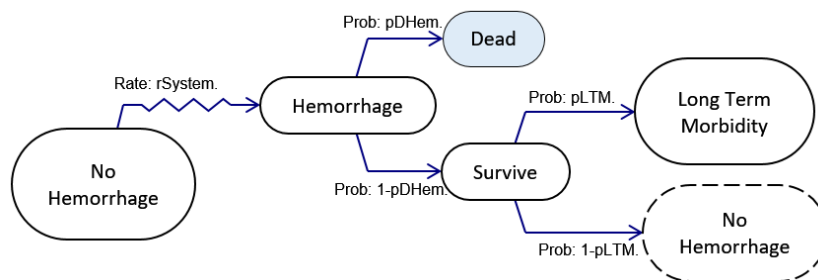 Prob: pDHem.
Dead
Rate: rSystem.
Hemorrhage
Prob: pLTM.
Long Term
Morbidity
No
Hemorrhage
Prob: 1-pDHem.
Survive
No
Hemorrhage
Prob: 1-pLTM.